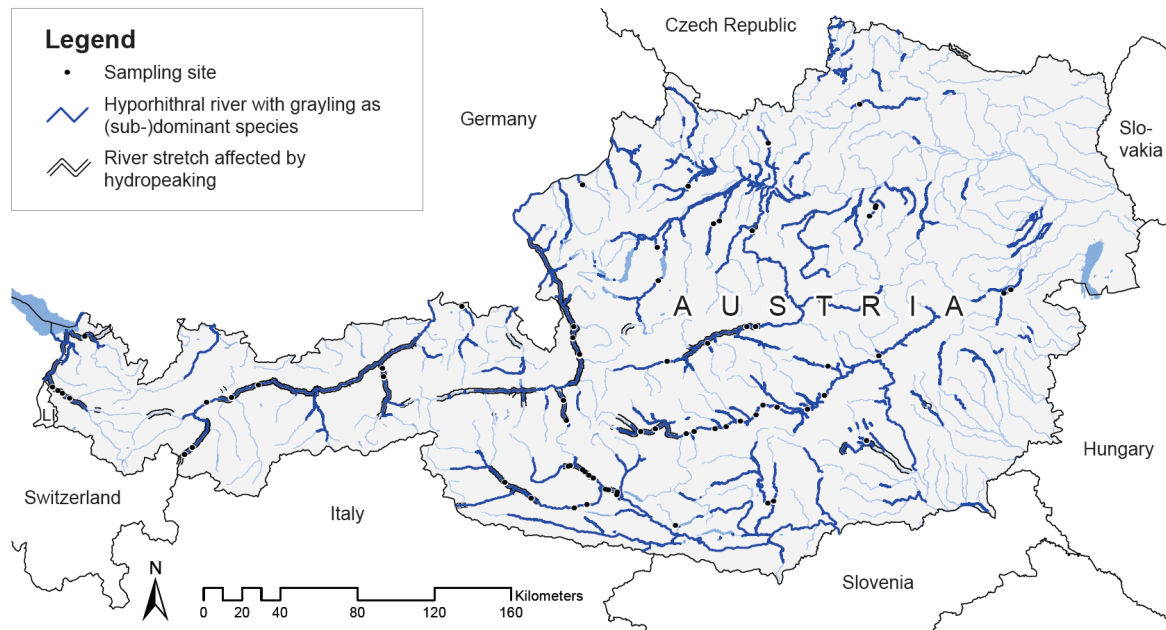 Legend
Sampling site
Hyporhithral river with grayling as
(sub-)dominant species
River stretch affected by
hydropeaking
Czech Republic
Germany
Slo-
vakia
AUSTRIA
LI
Hungary
Switzerland
Italy
Slovenia
N
Kilometers
0 20 40 80 120 160